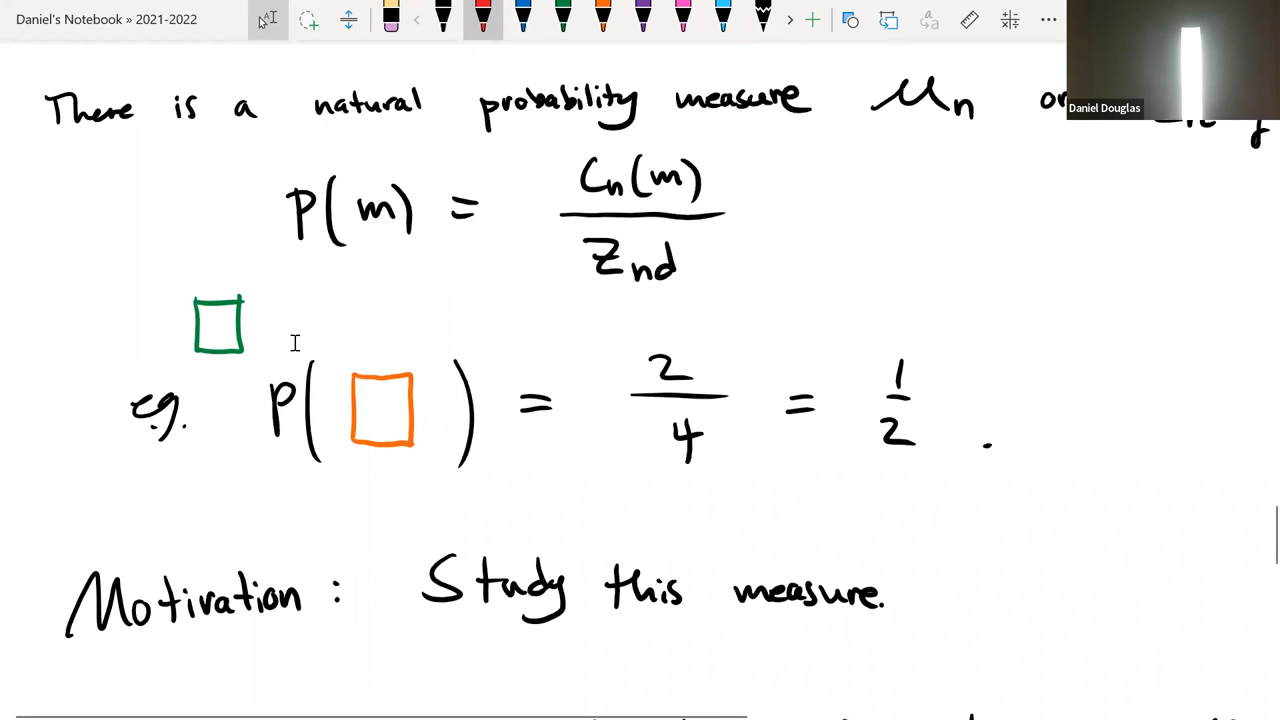 Daniel's Notebook » 2021-2022
Daniel Douglas
There is a natural probability measure μn
P(m) = Cn(m) / Znd
e.g. P( □ ) = 2 / 4 = 1 / 2 .
Motivation : Study this measure.